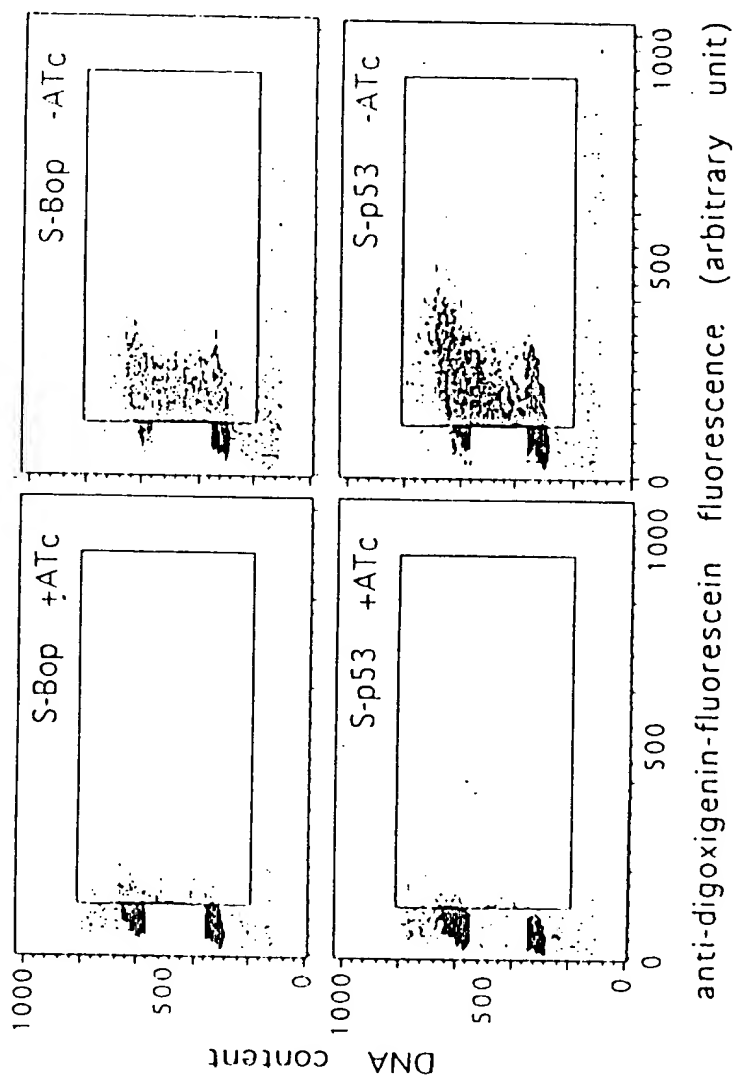 S-Bop +ATc
S-Bop -ATc
1000
500
0
S-p53 +ATc
S-p53 -ATc
1000
500
0
DNA content
0 500 1000 0 500 1000
anti-digoxigenin-fluorescein fluorescence (arbitrary unit)